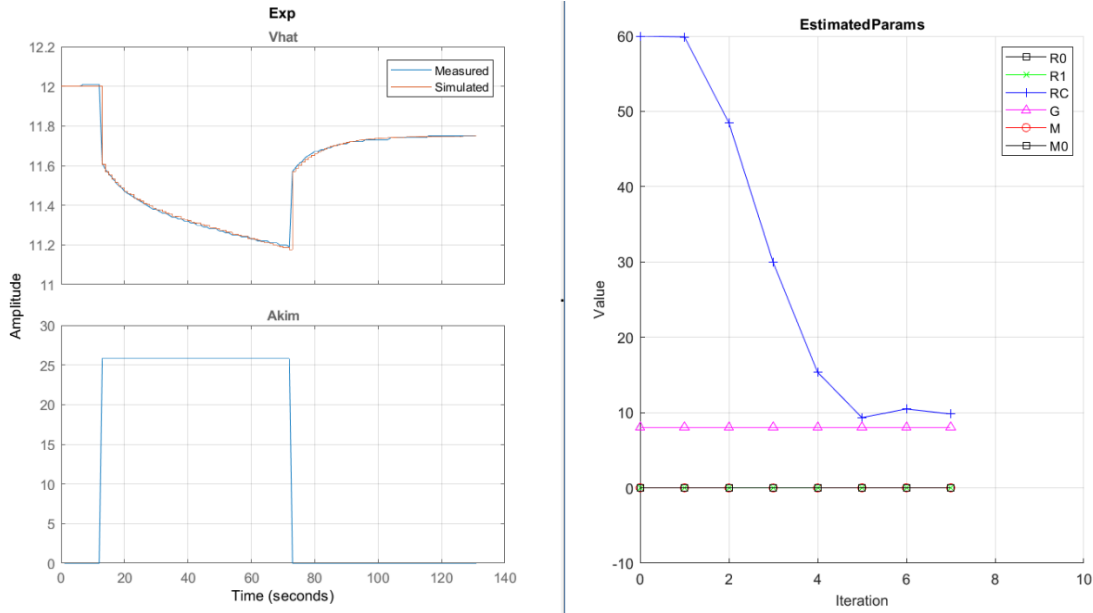 Exp
Vhat
12.2
12
11.8
11.6
11.4
11.2
11
Measured
Simulated
Amplitude
Akim
30
25
20
15
10
5
0
0 20 40 60 80 100 120 140
Time (seconds)
EstimatedParams
60
50
40
30
20
10
0
-10
R0
R1
RC
G
M
M0
Value
0 2 4 6 8 10
Iteration